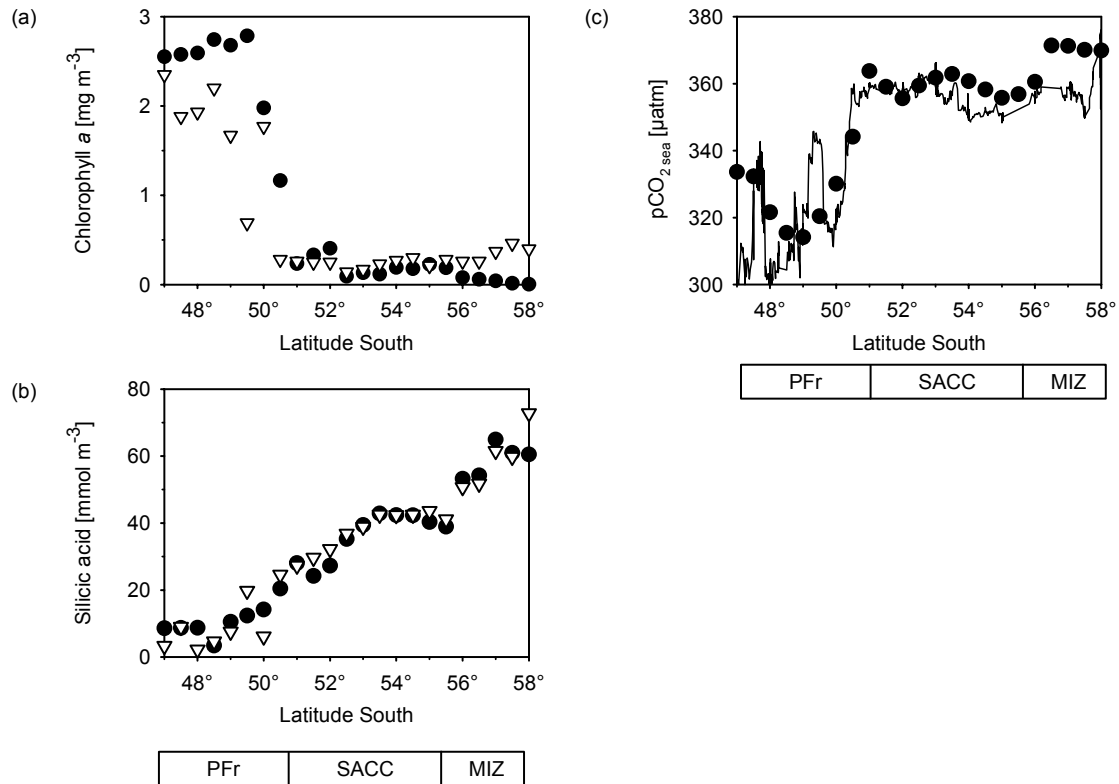 (a)
3
2
1
0
Chlorophyll a [mg m⁻³]
48° 50° 52° 54° 56° 58°
Latitude South
(b)
80
60
40
20
0
Silicic acid [mmol m⁻³]
48° 50° 52° 54° 56° 58°
Latitude South
PFr SACC MIZ
(c)
380
360
340
320
300
pCO₂ sea [µatm]
48° 50° 52° 54° 56° 58°
Latitude South
PFr SACC MIZ